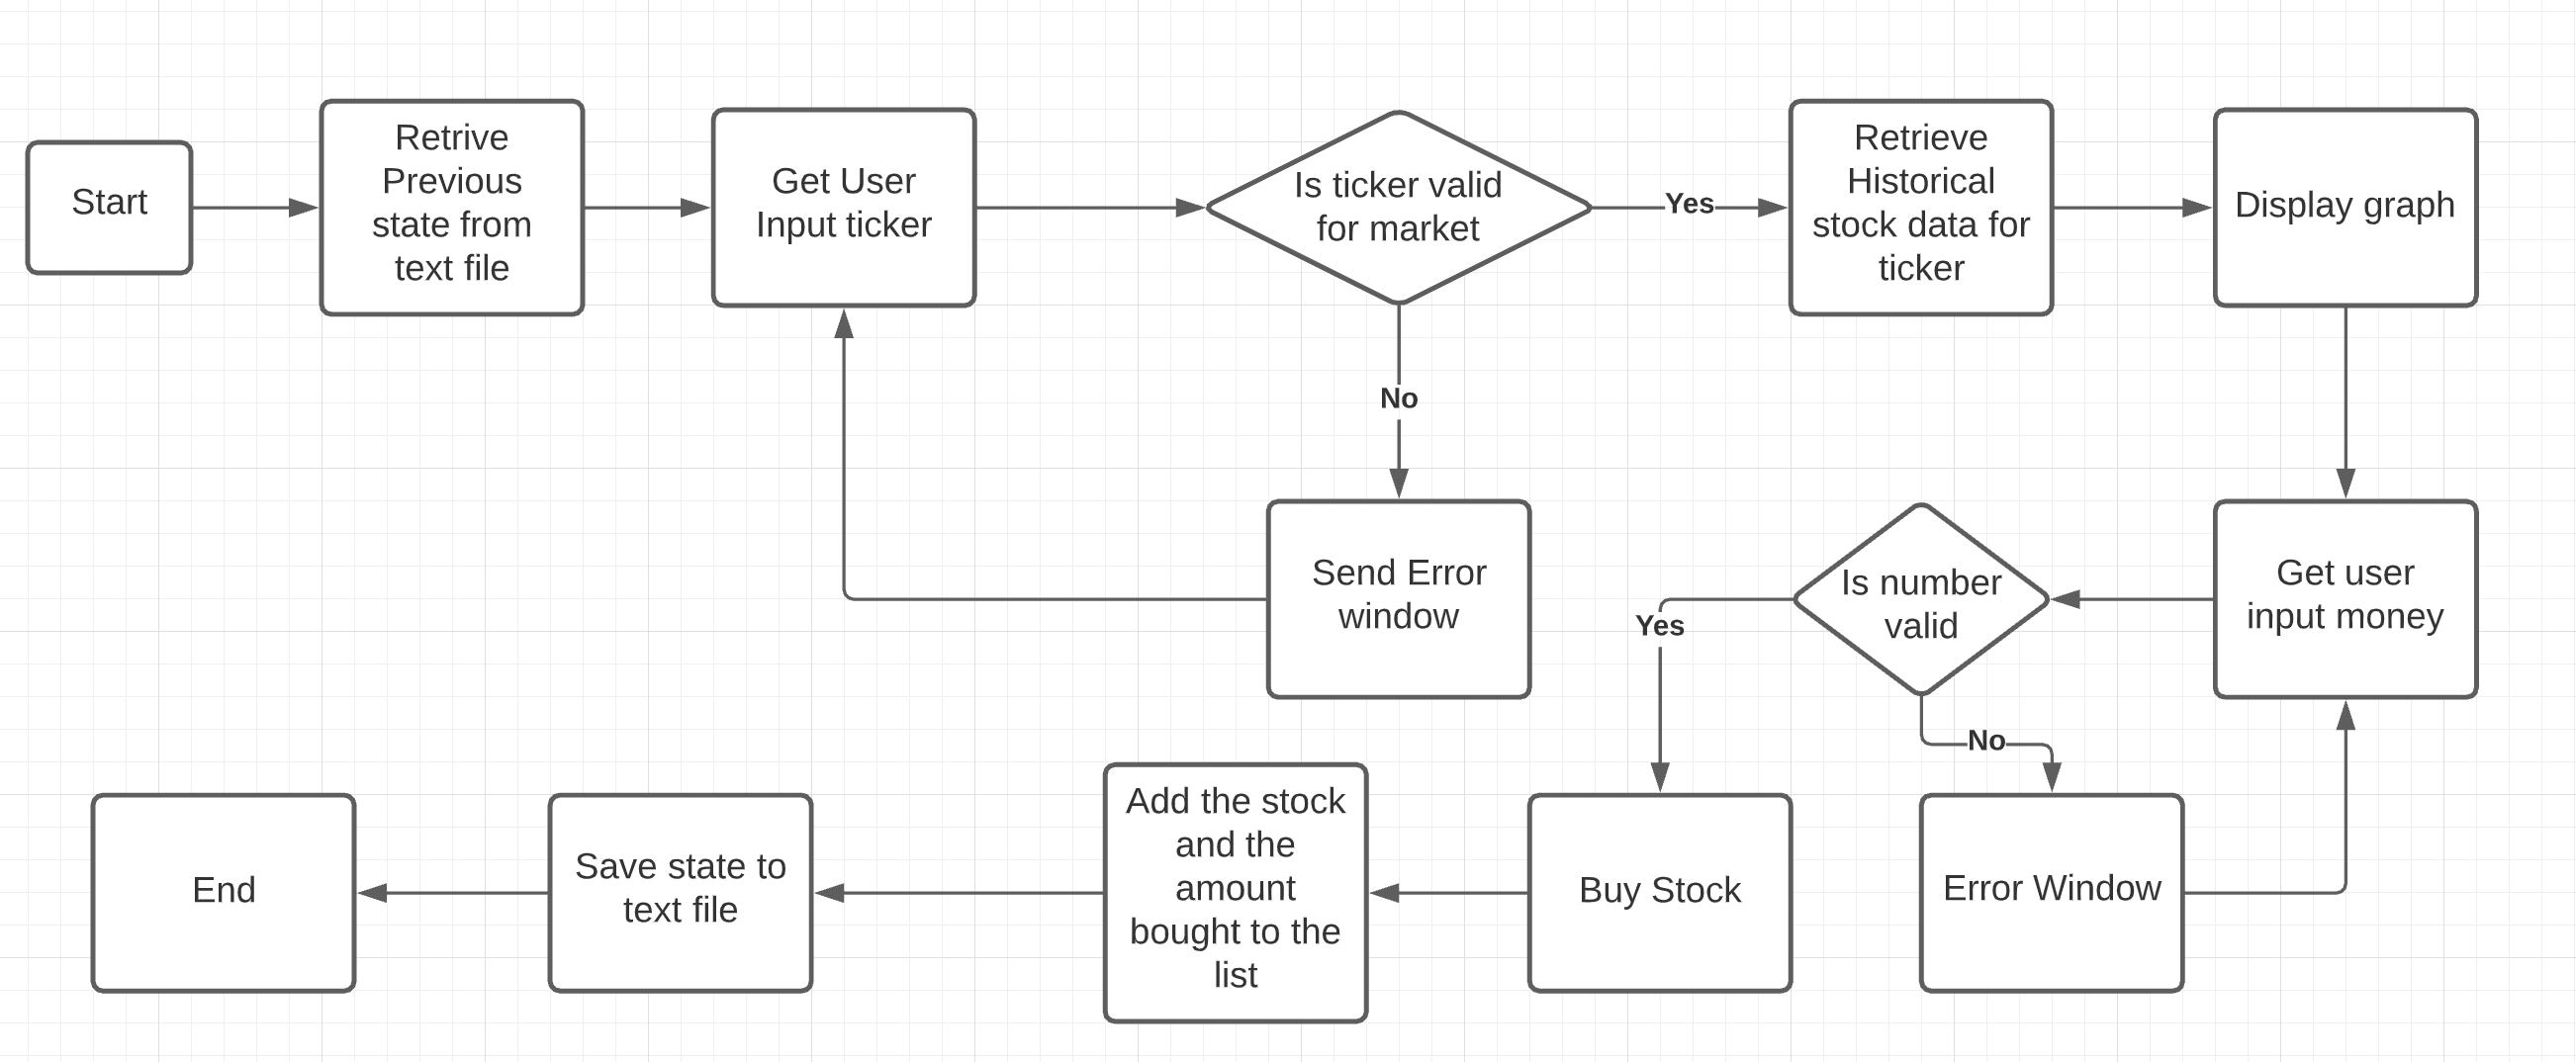 Start
Retrive
Previous
state from
text file
Get User
Input ticker
Is ticker valid
for market
Yes
Retrieve
Historical
stock data for
ticker
Display graph
No
Send Error
window
Get user
input money
Is number
valid
Yes
No
Error Window
Buy Stock
Add the stock
and the
amount
bought to the
list
Save state to
text file
End